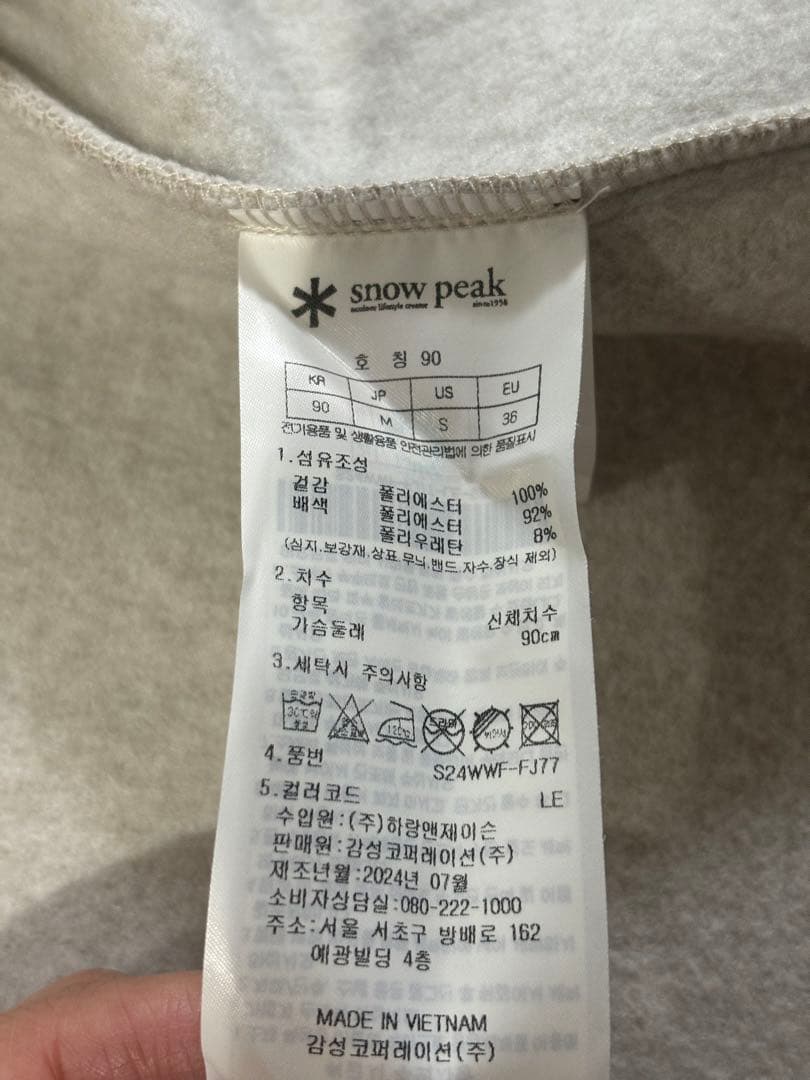 snow peak
outdoor lifestyle creator since1958
호 칭 90
KR JP US EU
90 M S 36
전기용품 및 생활용품 안전관리법에 의한 품질표시
1.섬유조성
겉감 폴리에스터 100%
배색 폴리에스터 92%
폴리우레탄 8%
(심지.보강재.상표.무늬.밴드.자수.장식 제외)
2.치수
항목 신체치수
가슴둘레 90cm
3.세탁시 주의사항
30℃ 120℃ 드라이
4.품번 S24WWF-FJ77
5.컬러코드 LE
수입원:(주)하랑앤제이슨
판매원:감성코퍼레이션(주)
제조년월:2024년 07월
소비자상담실:080-222-1000
주소:서울 서초구 방배로 162
예광빌딩 4층
MADE IN VIETNAM
감성코퍼레이션(주)